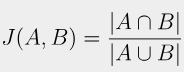 J(A, B) = |A ∩ B| / |A ∪ B|